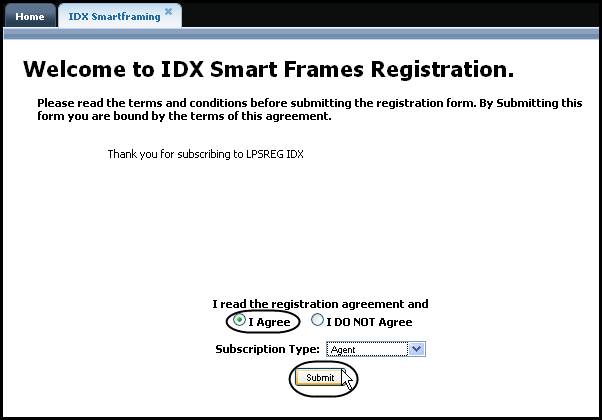 Home IDX Smartframing
Welcome to IDX Smart Frames Registration.
Please read the terms and conditions before submitting the registration form. By Submitting this
form you are bound by the terms of this agreement.
Thank you for subscribing to LPSREG IDX
I read the registration agreement and
I Agree I DO NOT Agree
Subscription Type: Agent
Submit